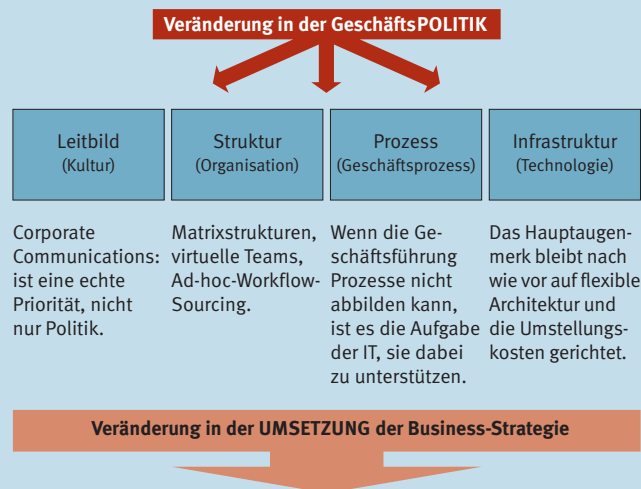 Veränderung in der GeschäftsPOLITIK
Leitbild
(Kultur)
Struktur
(Organisation)
Prozess
(Geschäftsprozess)
Infrastruktur
(Technologie)
Corporate
Communications:
ist eine echte
Priorität, nicht
nur Politik.
Matrixstrukturen,
virtuelle Teams,
Ad-hoc-Workflow-
Sourcing.
Wenn die Ge-
schäftsführung
Prozesse nicht
abbilden kann,
ist es die Aufgabe
der IT, sie dabei
zu unterstützen.
Das Hauptaugen-
merk bleibt nach
wie vor auf flexible
Architektur und
die Umstellungs-
kosten gerichtet.
Veränderung in der UMSETZUNG der Business-Strategie